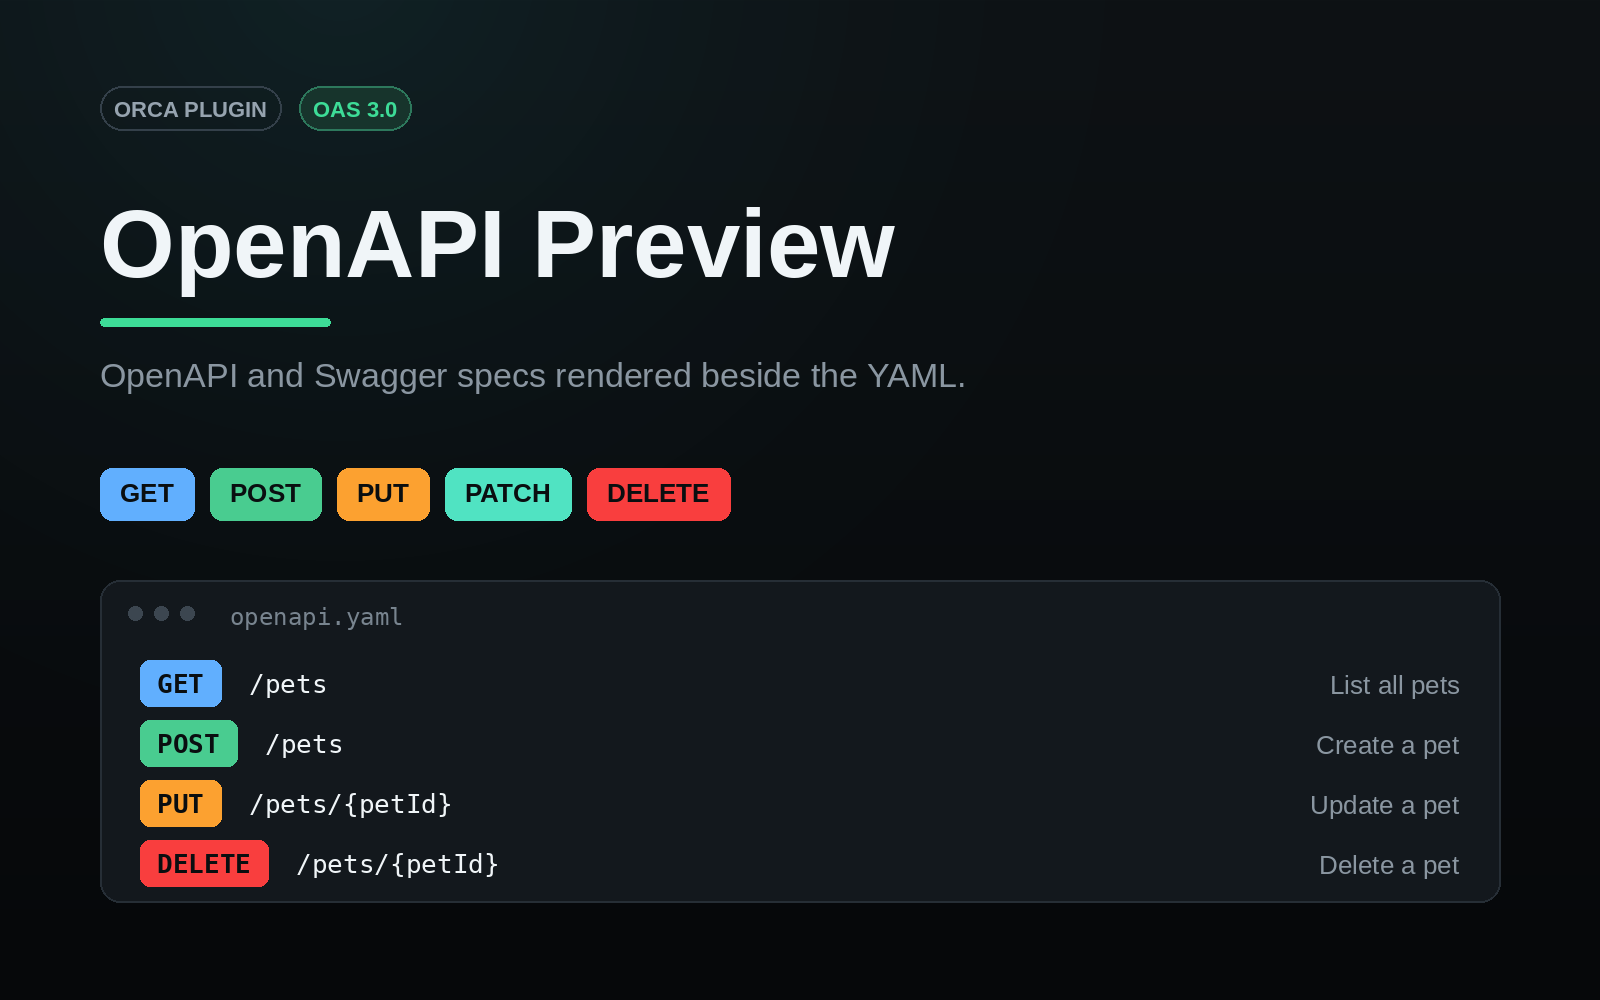 ORCA PLUGIN OAS 3.0
OpenAPI Preview
OpenAPI and Swagger specs rendered beside the YAML.
GET POST PUT PATCH DELETE
openapi.yaml
GET /pets List all pets
POST /pets Create a pet
PUT /pets/{petId} Update a pet
DELETE /pets/{petId} Delete a pet